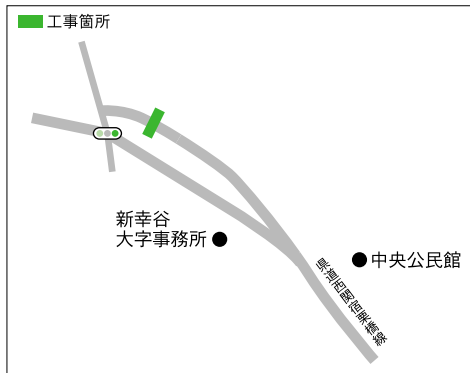 工事箇所
新幸谷
大字事務所
中央公民館
県道西関宿栗橋線